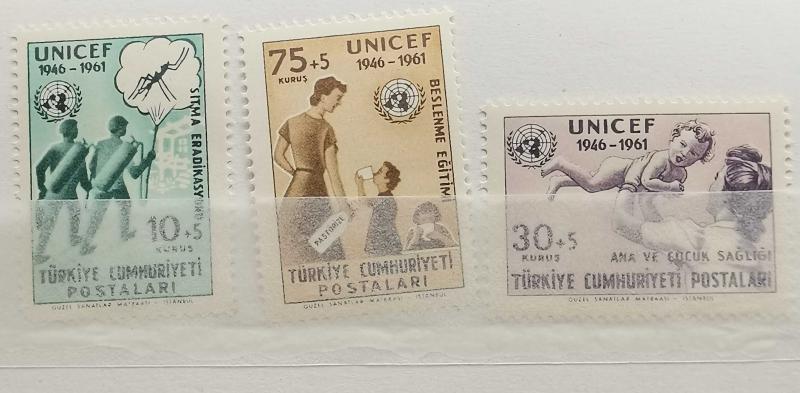 UNICEF
1946-1961
SITMA ERADİKASYONU
10+5
KURUŞ
TÜRKİYE CUMHURİYETİ
POSTALARI
GÜZEL SANATLAR MATBAASI - İSTANBUL
75+5
KURUŞ
UNICEF
1946-1961
BESLENME EĞİTİMİ
PASTÖRİZE
TÜRKİYE CUMHURİYETİ
POSTALARI
GÜZEL SANATLAR MATBAASI - İSTANBUL
UNICEF
1946-1961
30+5
KURUŞ
ANA VE ÇOCUK SAĞLIĞI
TÜRKİYE CUMHURİYETİ POSTALARI
GÜZEL SANATLAR MATBAASI - İSTANBUL